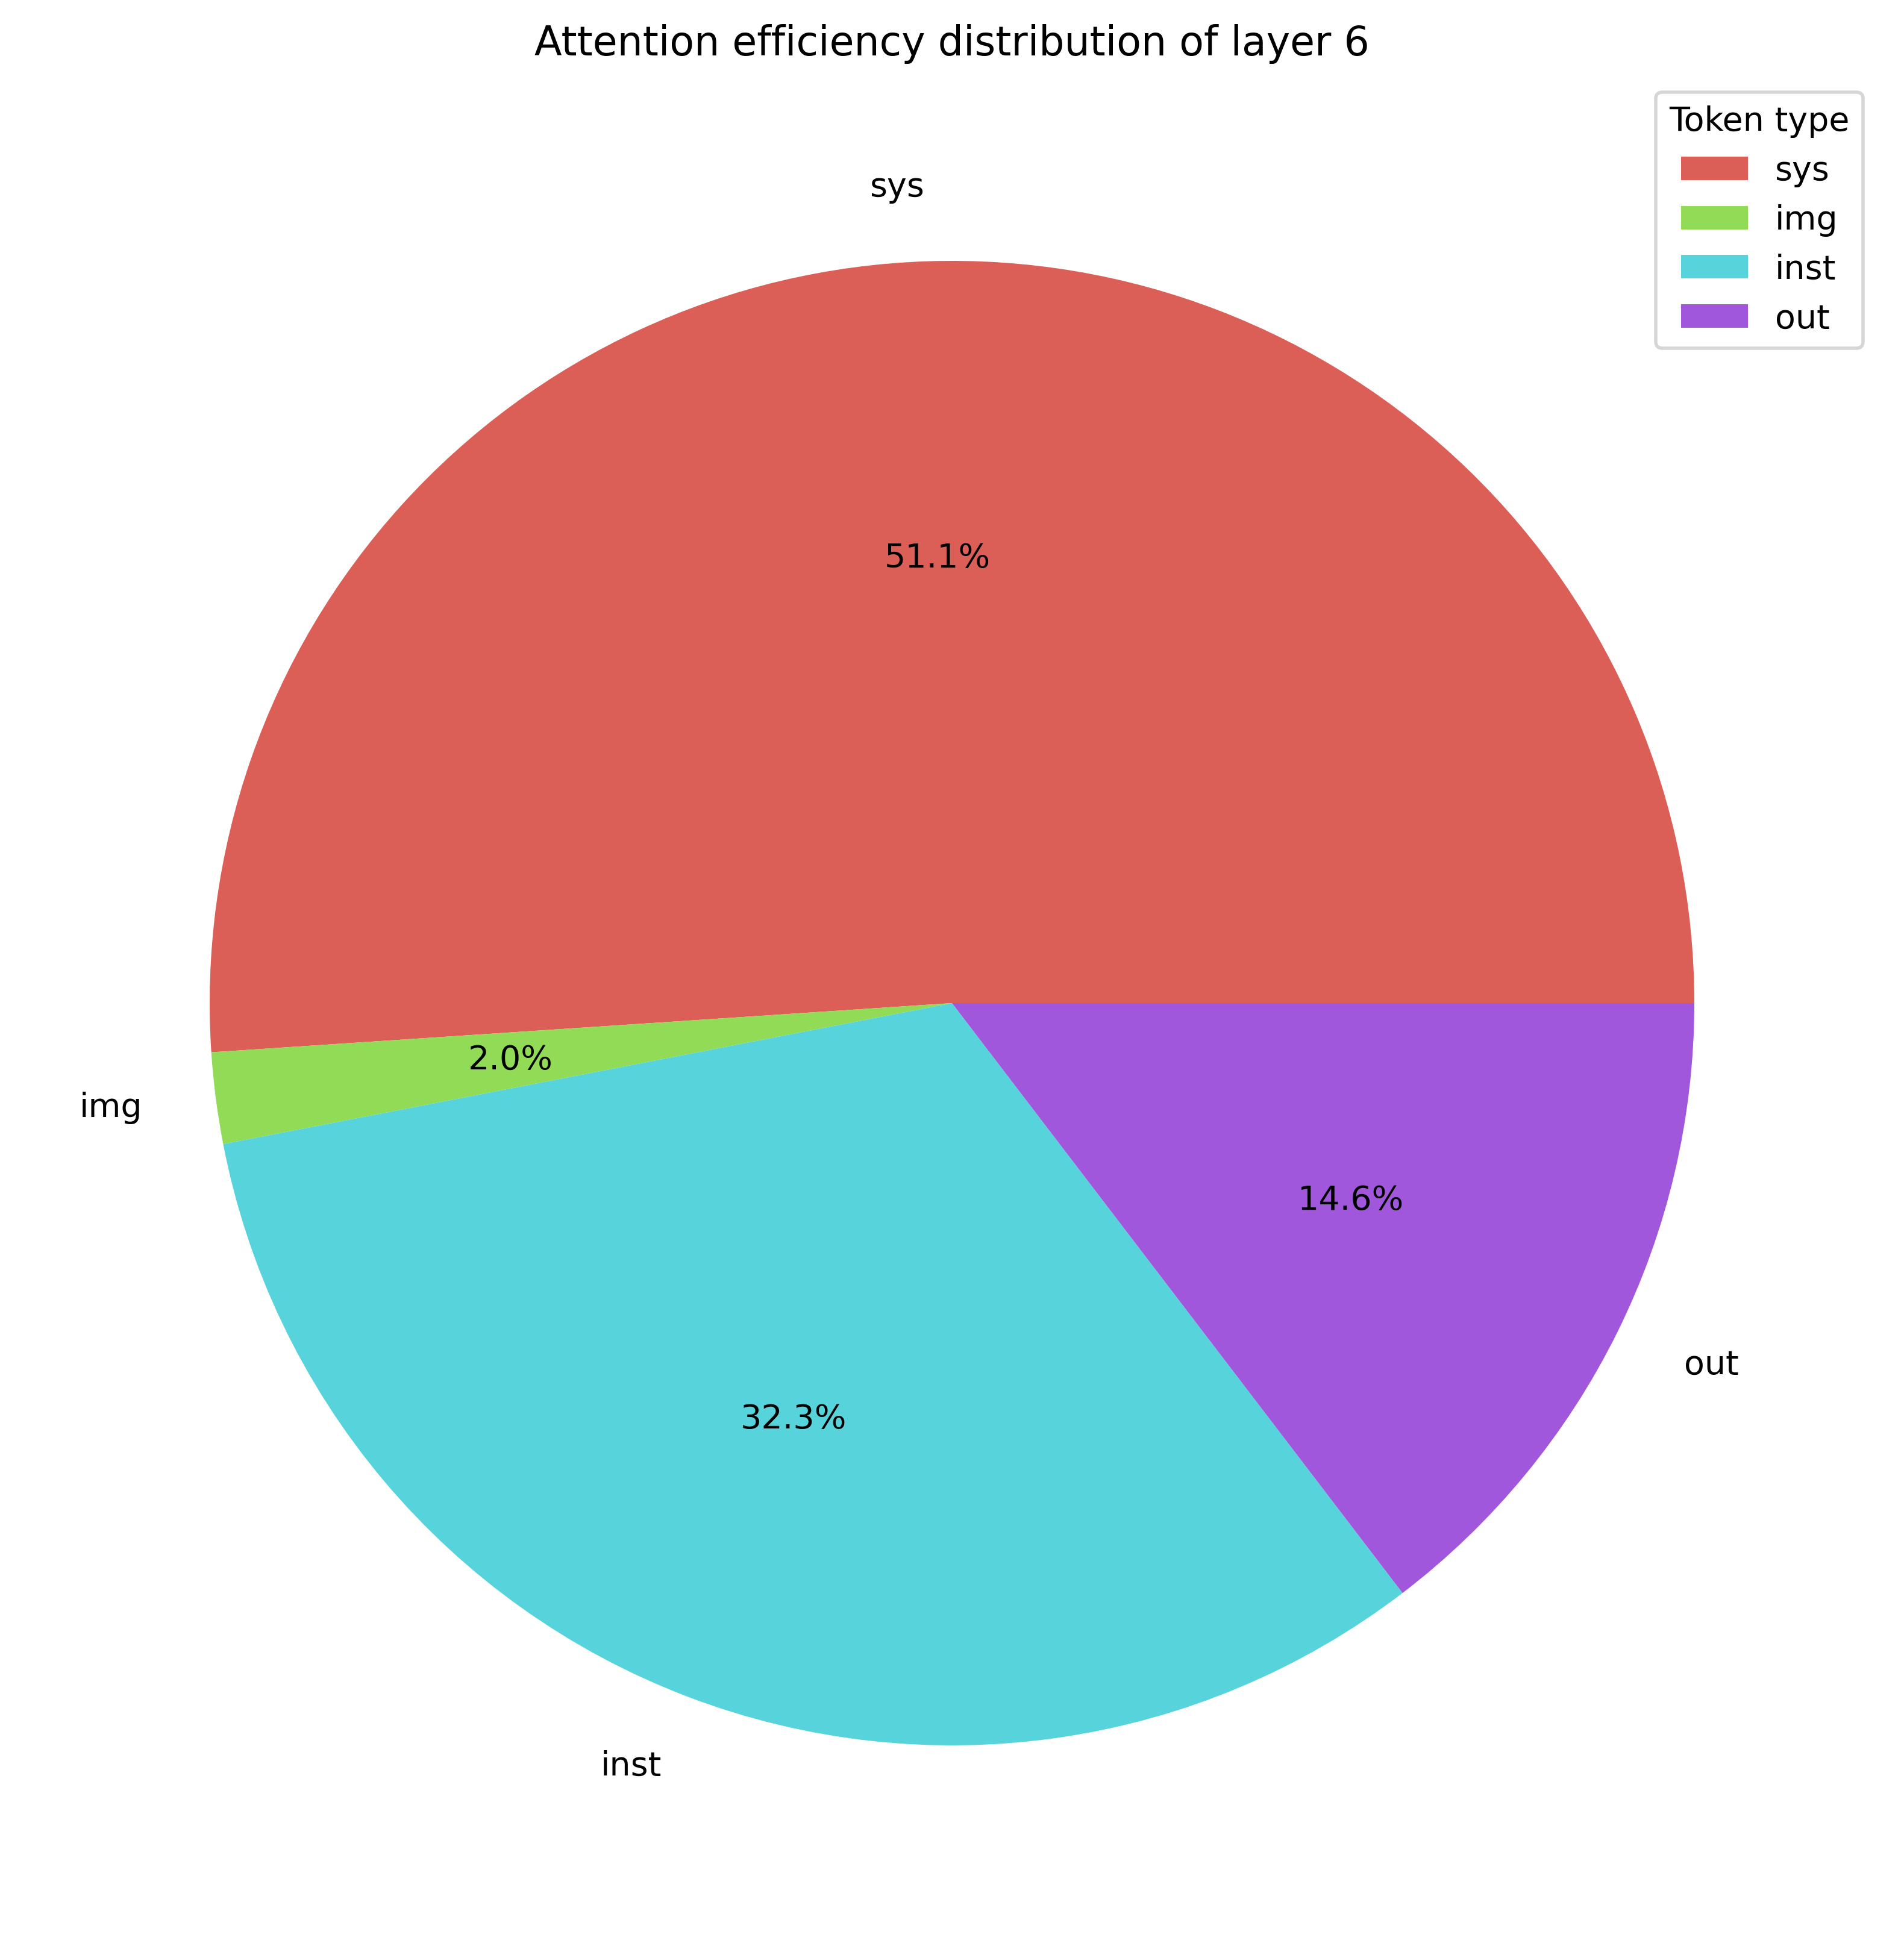 Attention efficiency distribution of layer 6
Token type
sys
img
inst
out
sys
51.1%
2.0%
img
14.6%
out
32.3%
inst